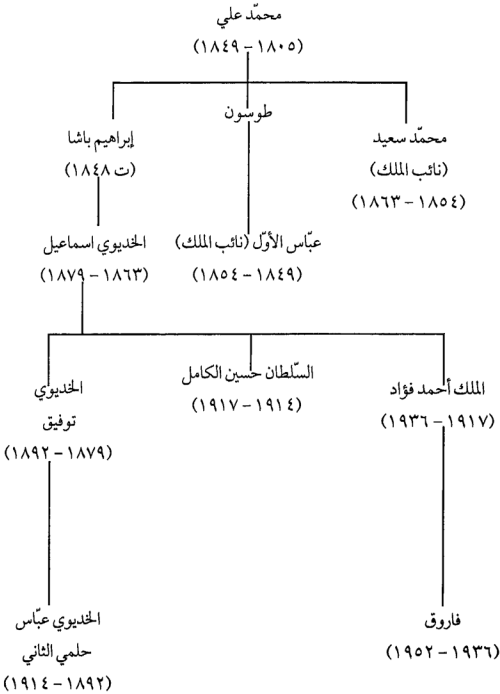 محمّد علي
(١٨٠٥ – ١٨٤٩)
طوسون
محمّد سعيد
(نائب الملك)
(١٨٥٤ – ١٨٦٣)
إبراهيم باشا
(ت ١٨٤٨)
عبّاس الأوّل (نائب الملك)
(١٨٤٩ – ١٨٥٤)
الخديوي اسماعيل
(١٨٦٣ – ١٨٧٩)
الملك أحمد فؤاد
(١٩١٧ – ١٩٣٦)
السّلطان حسين الكامل
(١٩١٤ – ١٩١٧)
الخديوي
توفيق
(١٨٧٩ – ١٨٩٢)
فاروق
(١٩٣٦ – ١٩٥٢)
الخديوي عبّاس
حلمي الثاني
(١٨٩٢ – ١٩١٤)